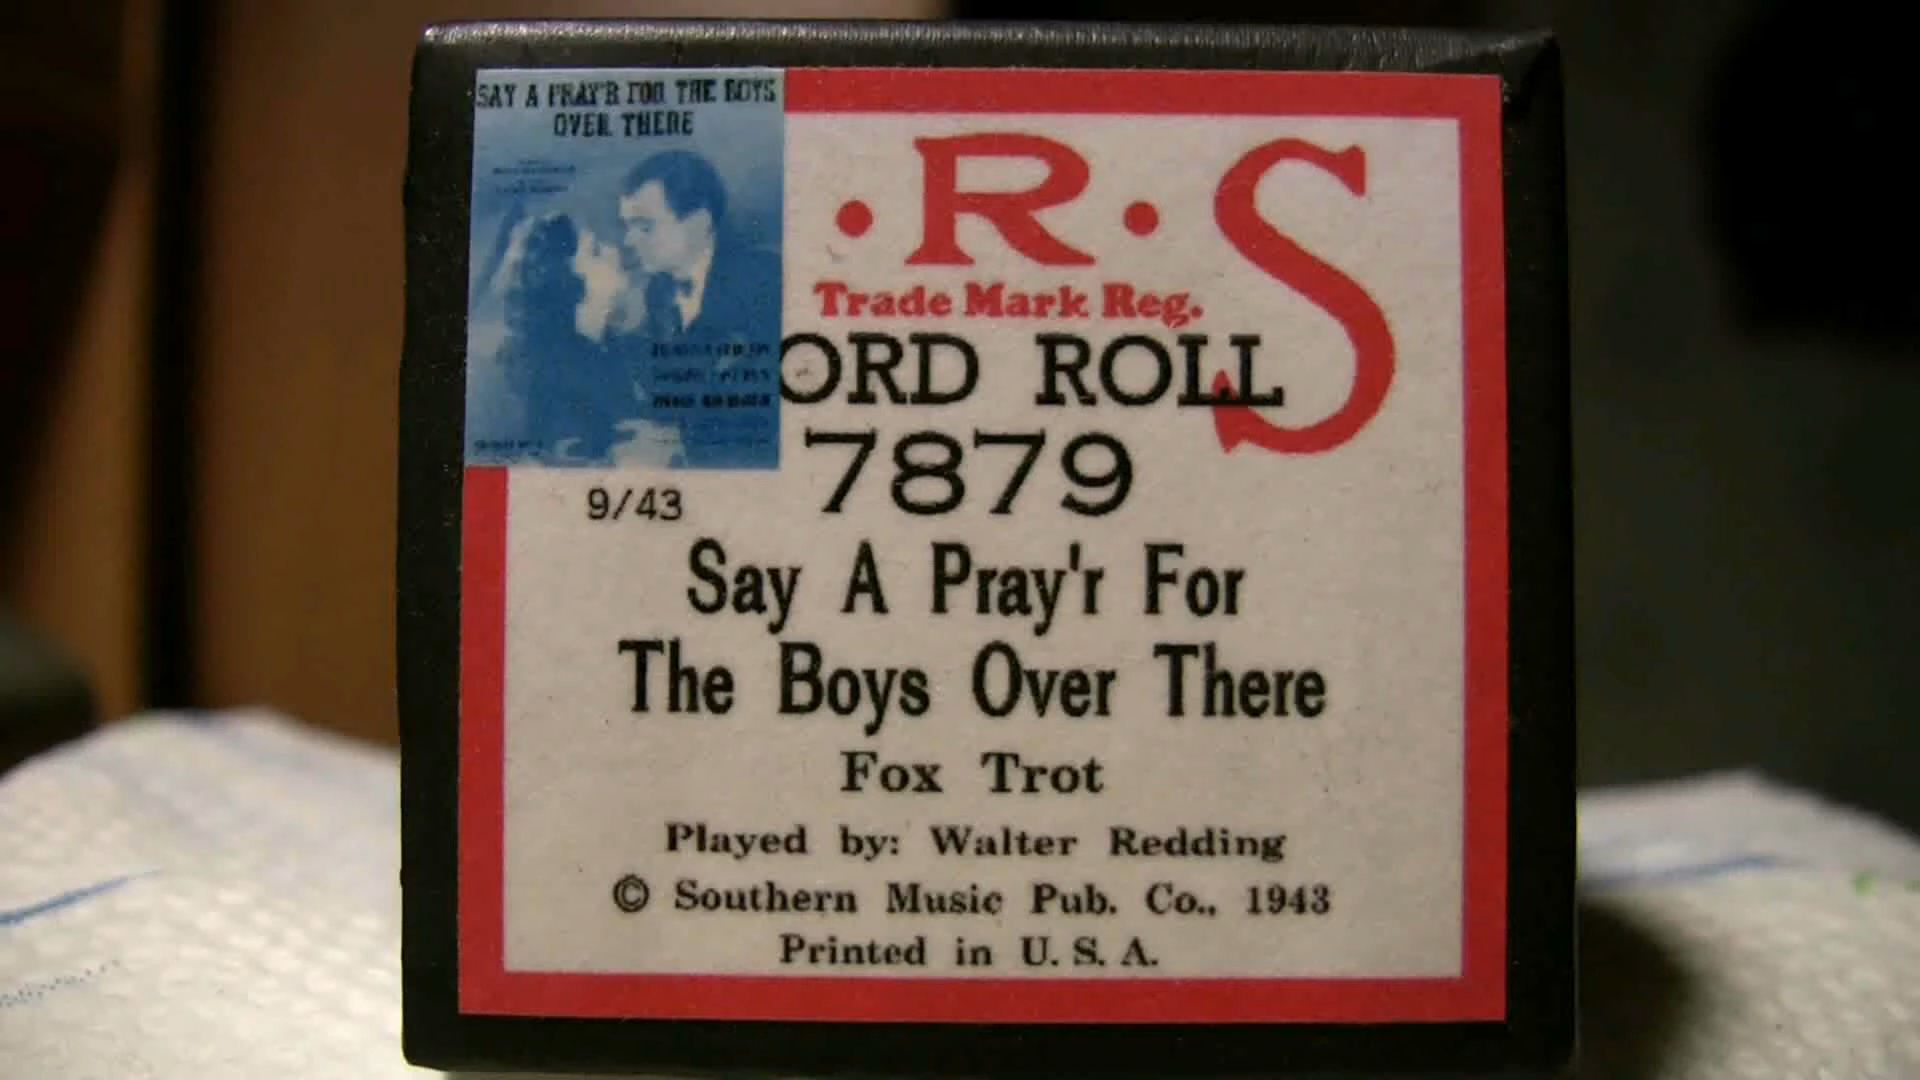 SAY A PRAY'R FOR THE BOYS
OVER THERE
· R · S
Trade Mark Reg.
ORD ROLL
7879
9/43
Say A Pray'r For
The Boys Over There
Fox Trot
Played by: Walter Redding
© Southern Music Pub. Co., 1943
Printed in U. S. A.